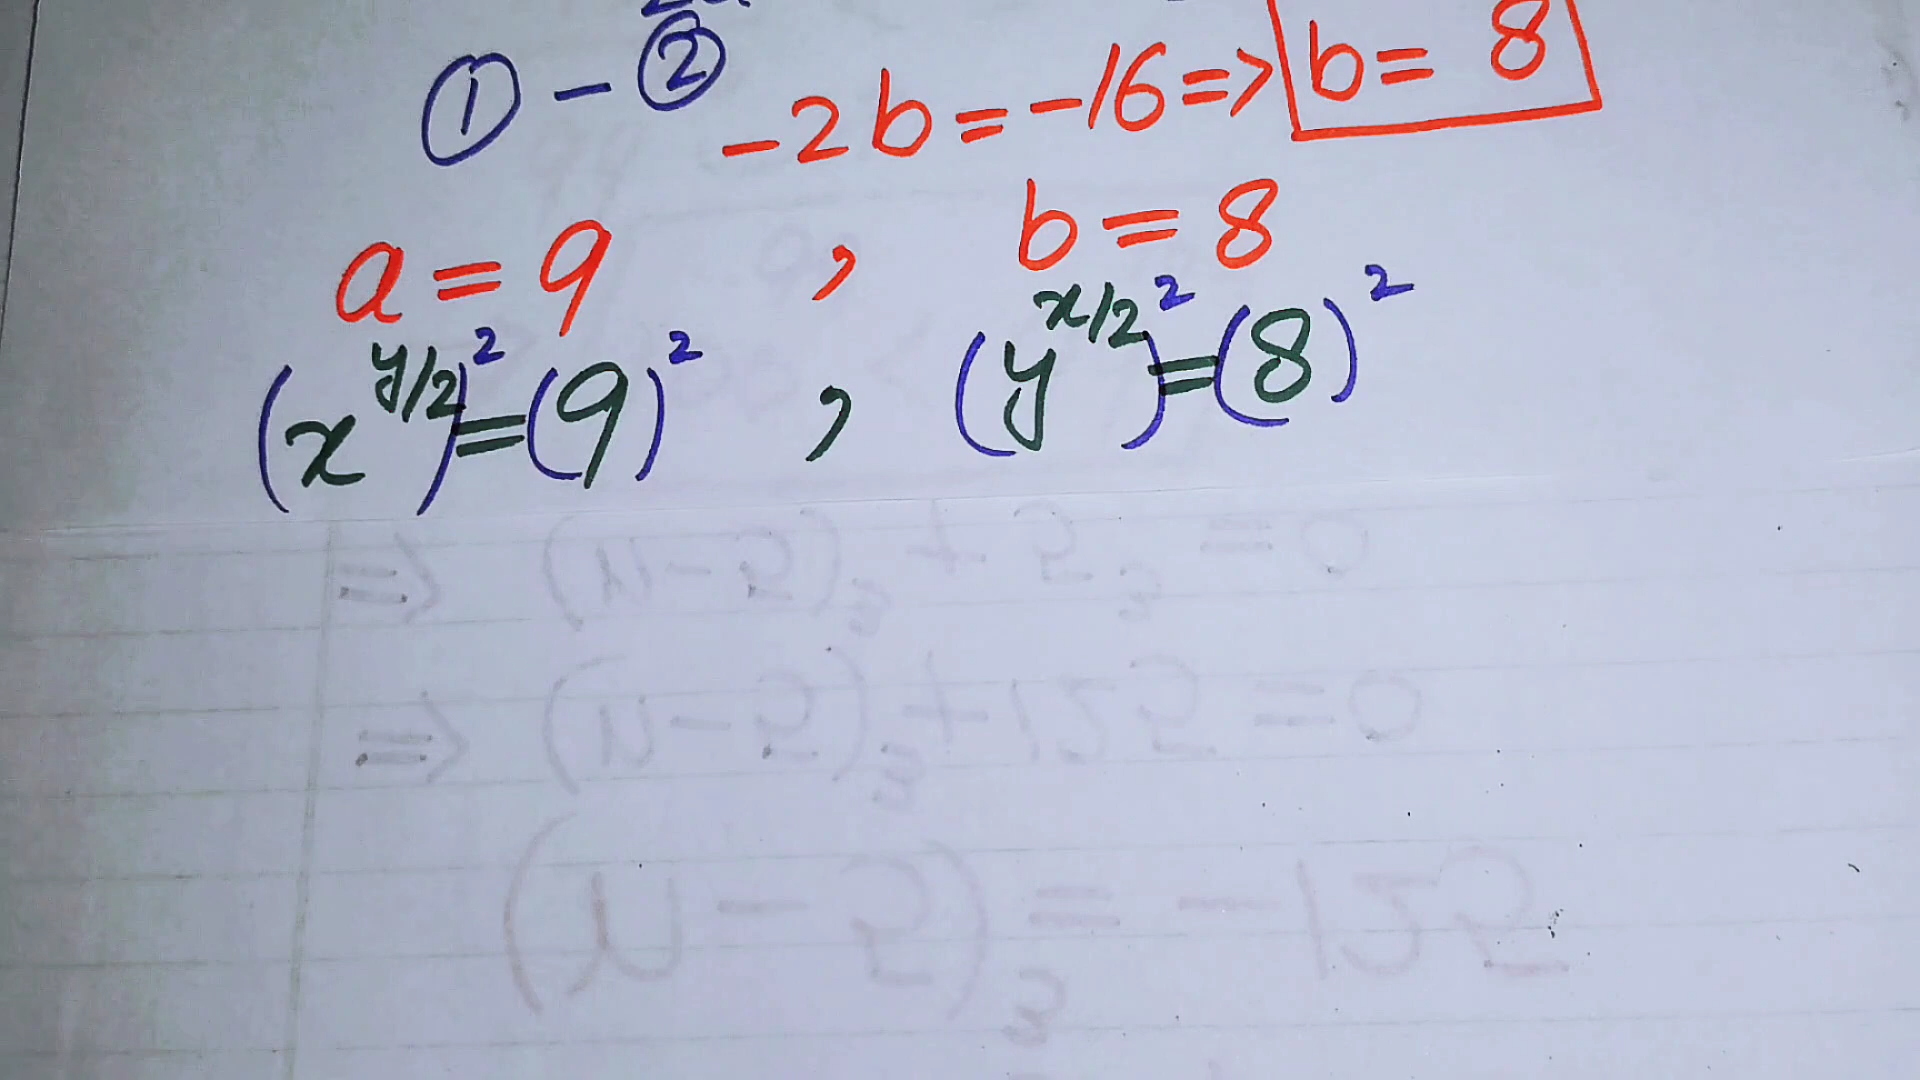 ① - ② -2b = -16 => b = 8
a = 9 , b = 8
(x^{y/2})^2 = (9)^2 , (y^{x/2})^2 = (8)^2